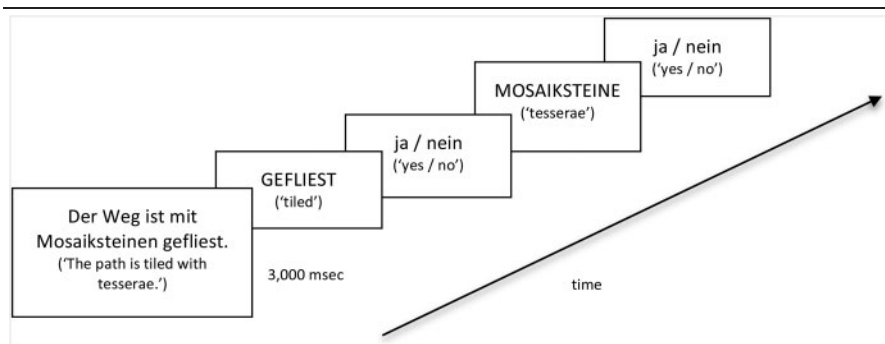 Der Weg ist mit
Mosaiksteinen gefliest.
(‘The path is tiled with
tesserae.’)
GEFLIEST
(‘tiled’)
ja / nein
(‘yes / no’)
MOSAIKSTEINE
(‘tesserae’)
ja / nein
(‘yes / no’)
3,000 msec
time